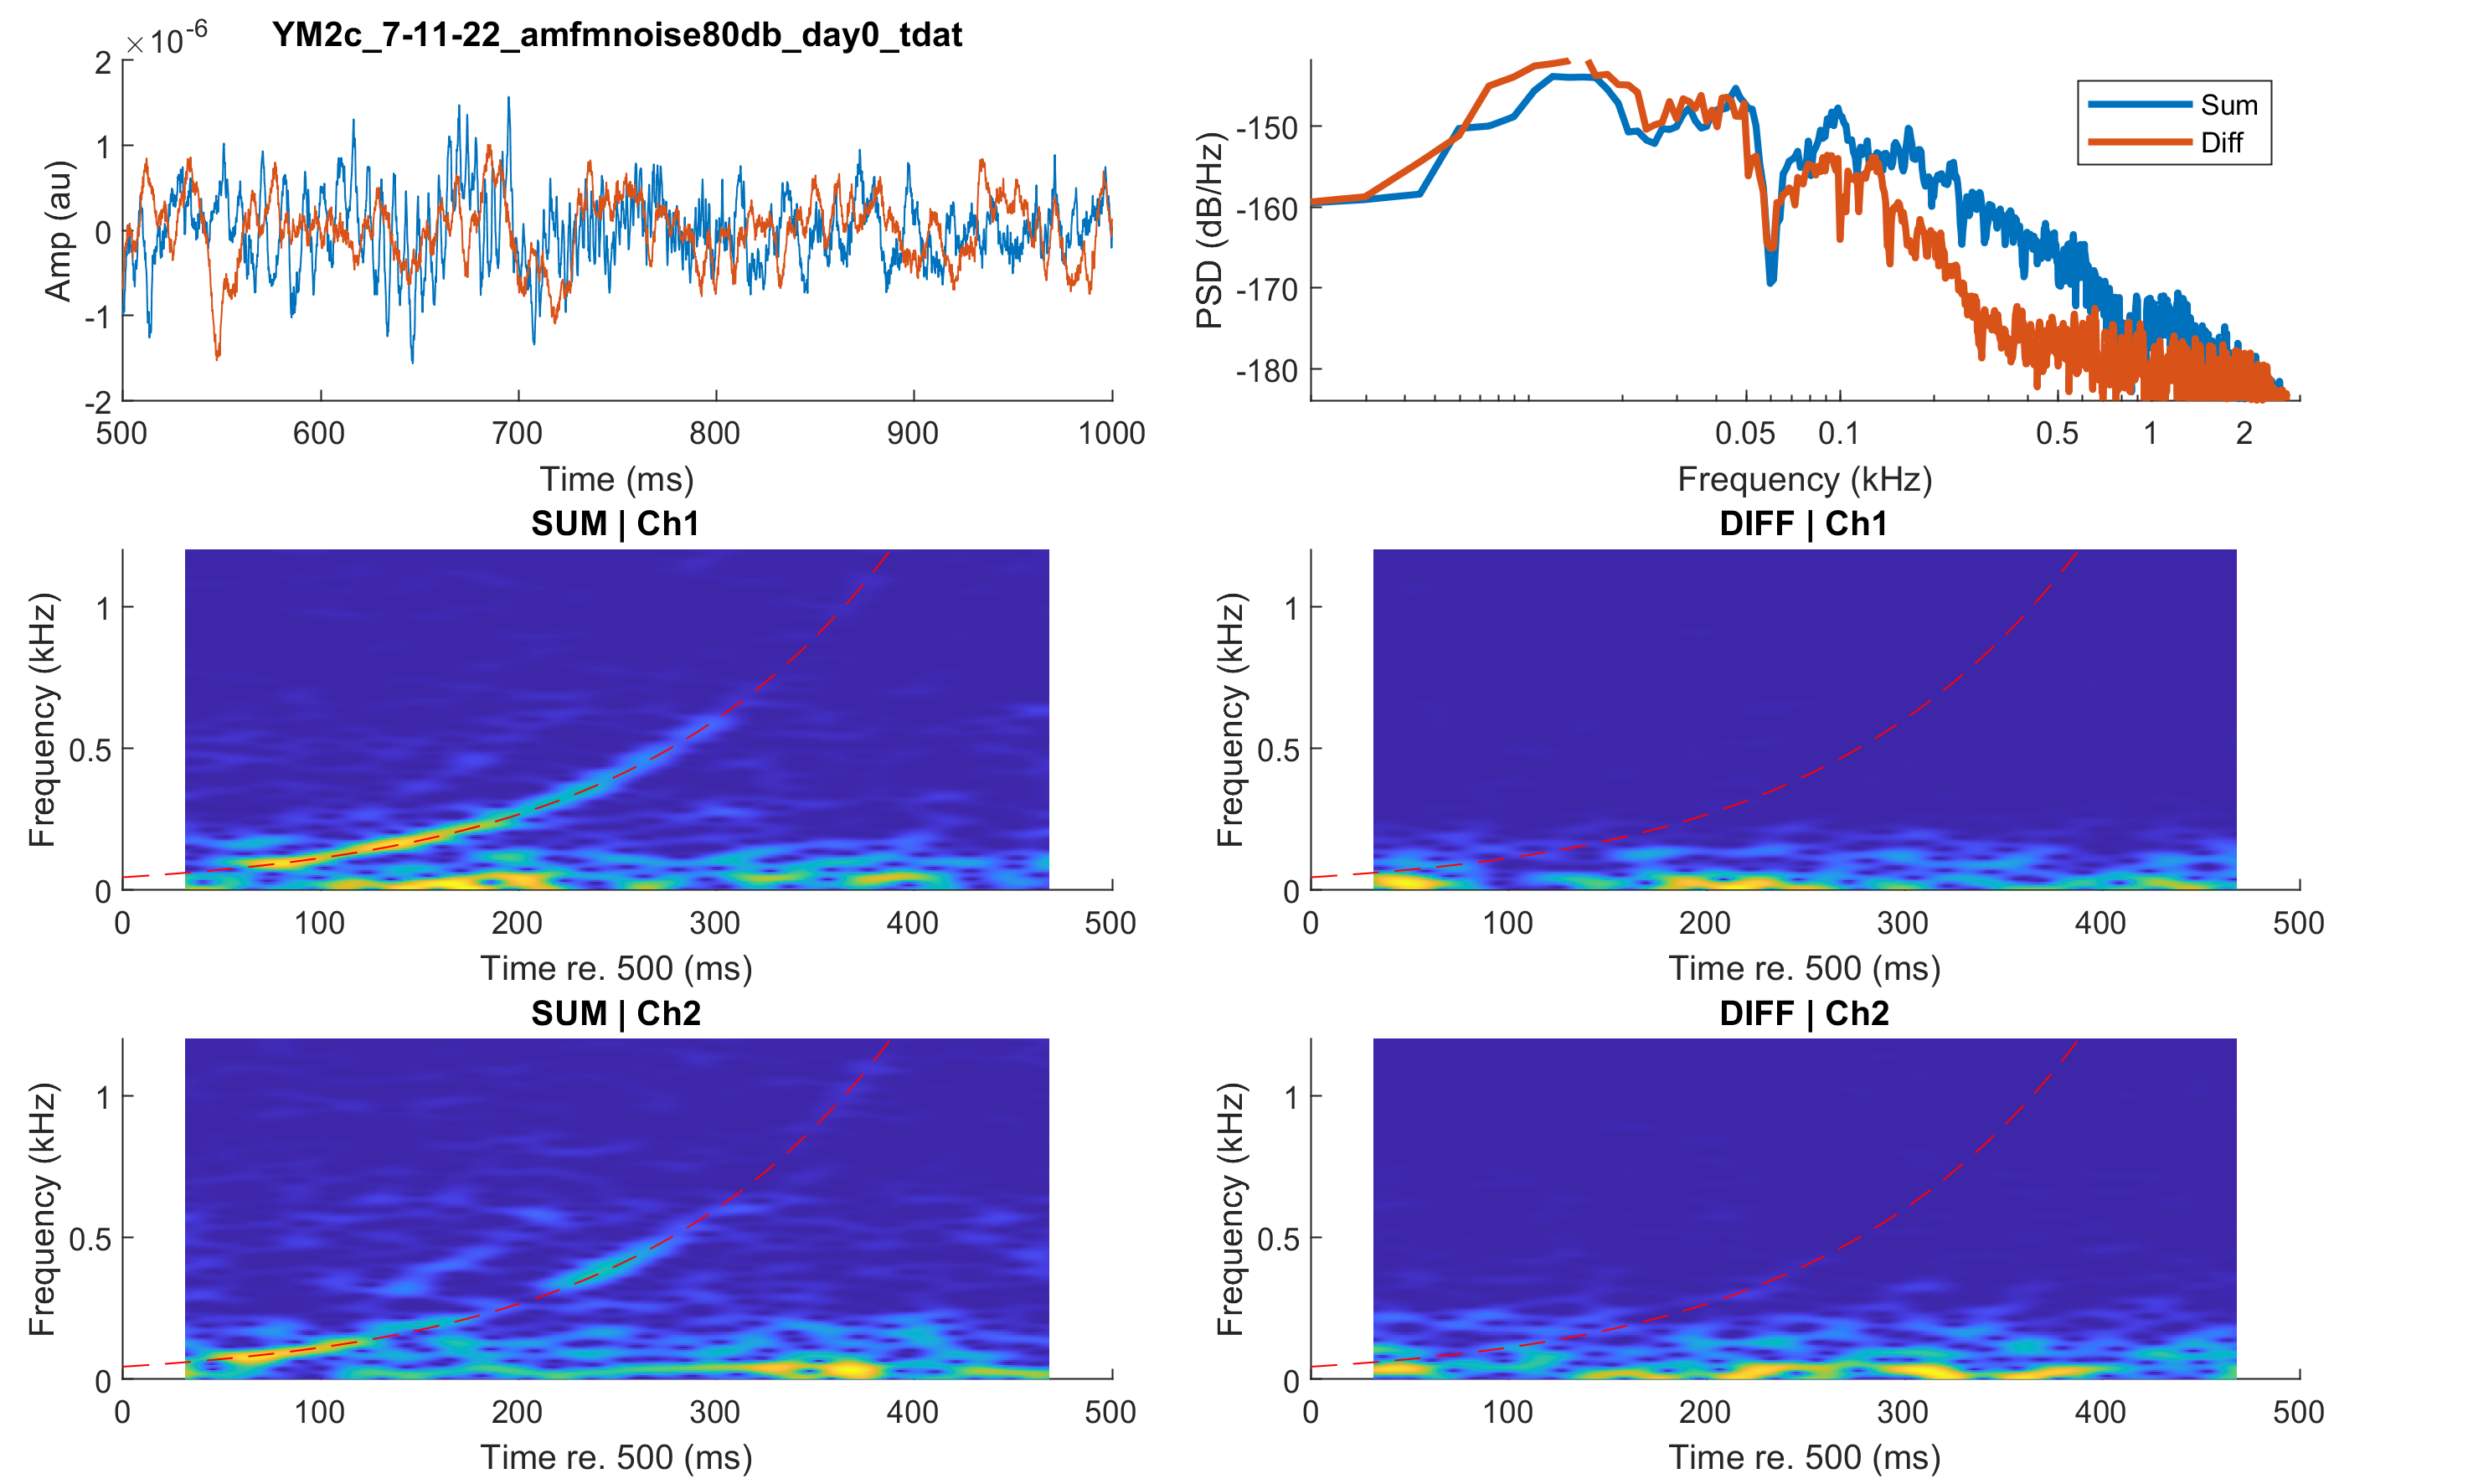 YM2c_7-11-22_amfmnoise80db_day0_tdat
×10-6
2
1
0
-1
-2
Amp (au)
500 600 700 800 900 1000
Time (ms)
-150
-160
-170
-180
PSD (dB/Hz)
Sum
Diff
0.05 0.1 0.5 1 2
Frequency (kHz)
SUM | Ch1
1
0.5
0
Frequency (kHz)
0 100 200 300 400 500
Time re. 500 (ms)
DIFF | Ch1
1
0.5
0
Frequency (kHz)
0 100 200 300 400 500
Time re. 500 (ms)
SUM | Ch2
1
0.5
0
Frequency (kHz)
0 100 200 300 400 500
Time re. 500 (ms)
DIFF | Ch2
1
0.5
0
Frequency (kHz)
0 100 200 300 400 500
Time re. 500 (ms)